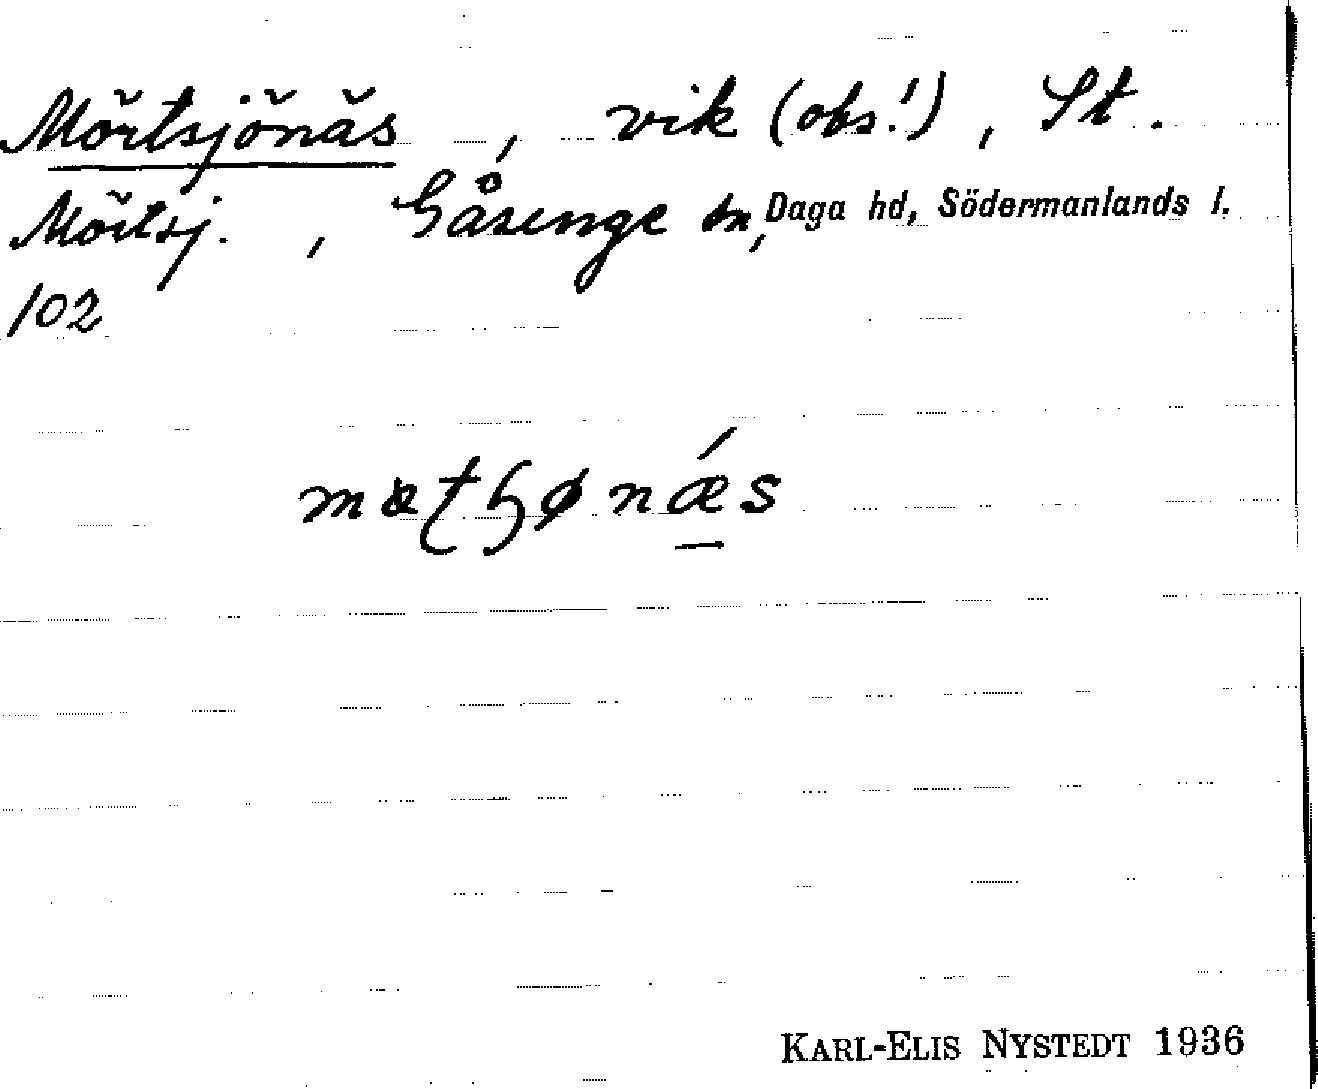 Mörtsjönäs, vik (obs!), St.
Mörtsj., Gåsinge sn, Daga hd, Södermanlands l.
102
KARL-ELIS NYSTEDT 1936